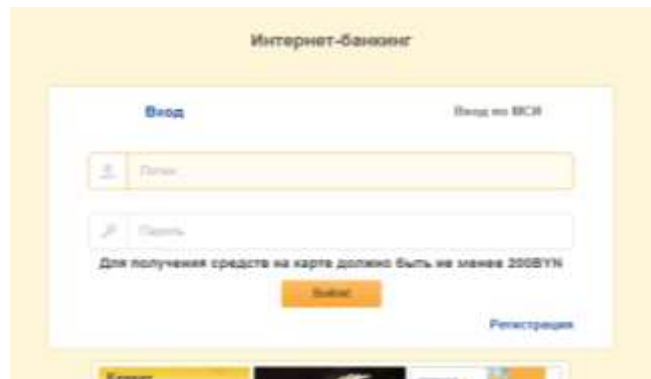 Интернет-банкинг
Вход
Вход по МСИ
Логин
Пароль
Для получения средств на карте должно быть не менее 200BYN
Войти
Регистрация